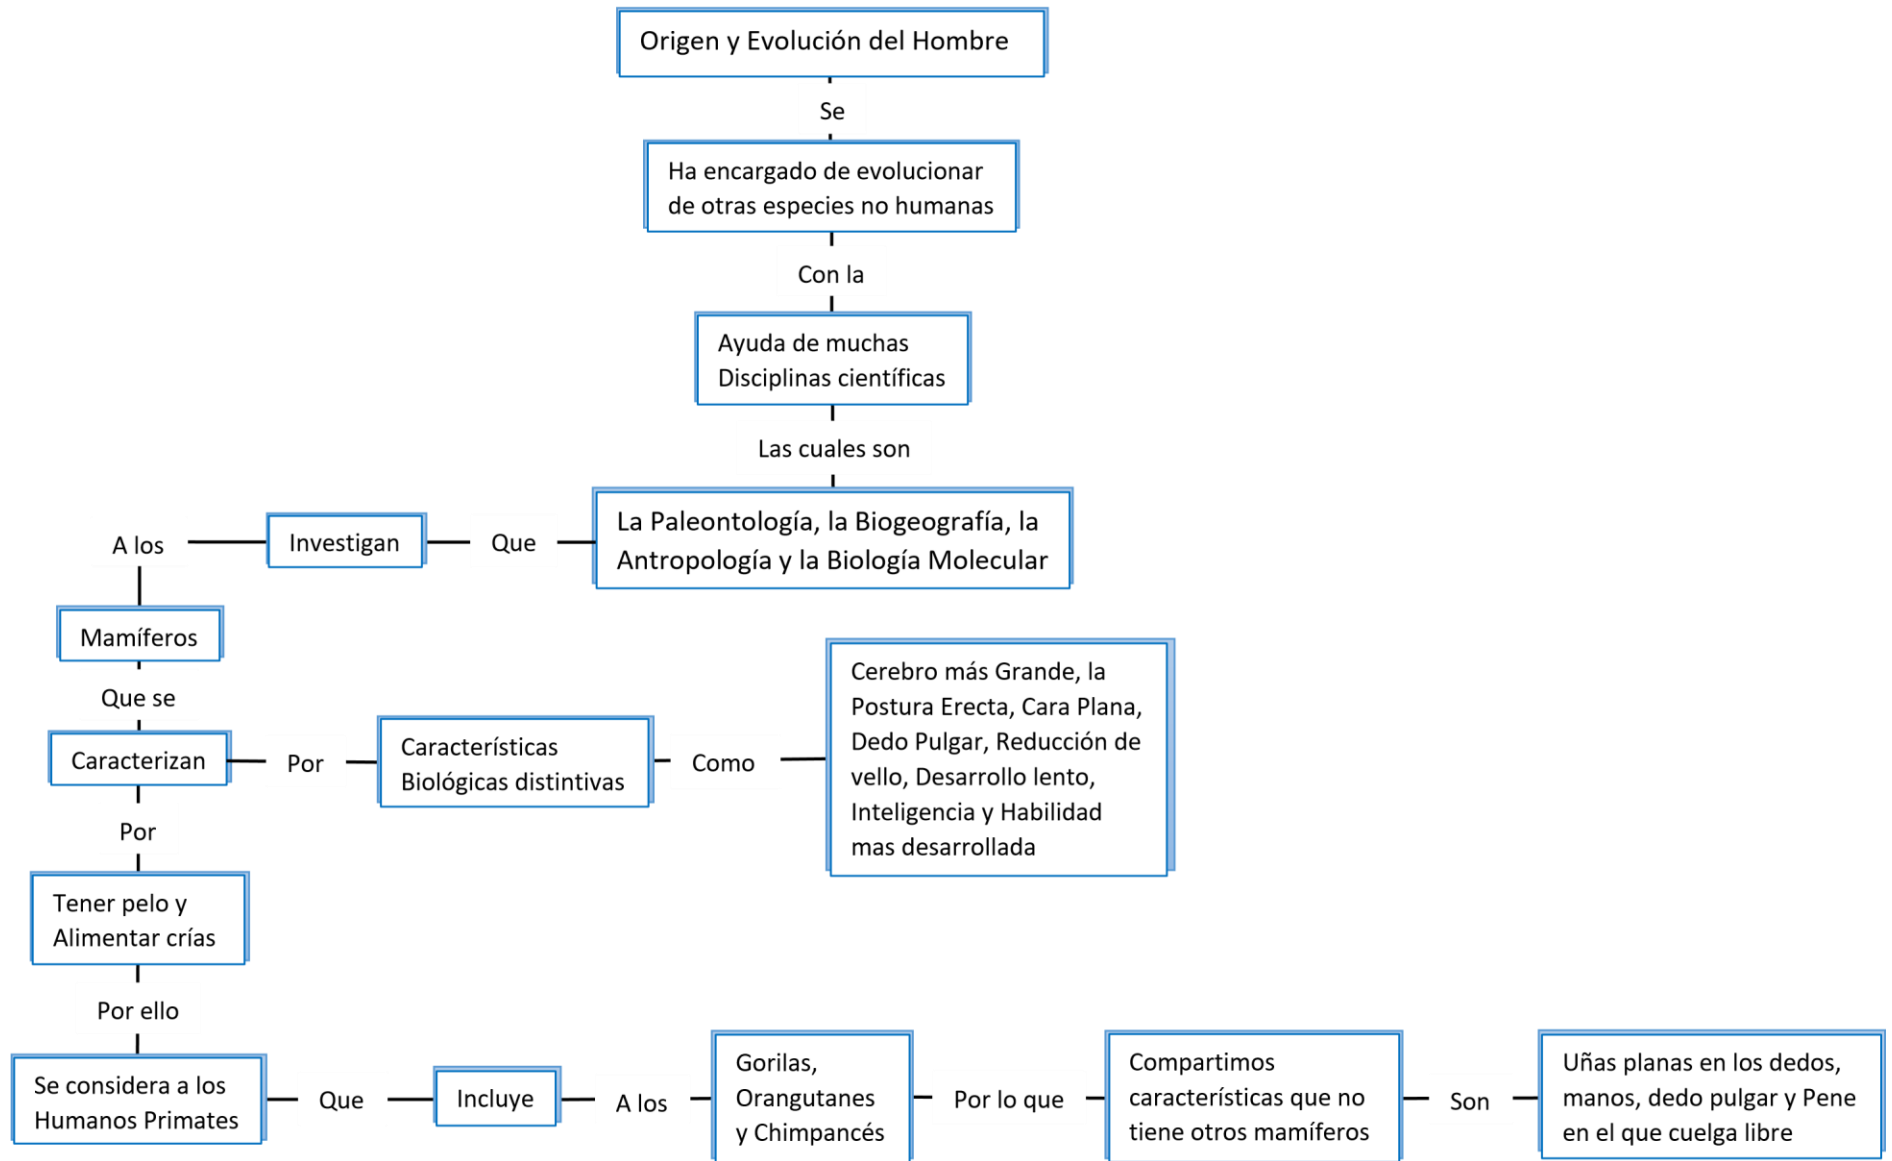 Origen y Evolución del Hombre
Se
Ha encargado de evolucionar
de otras especies no humanas
Con la
Ayuda de muchas
Disciplinas científicas
Las cuales son
La Paleontología, la Biogeografía, la
Antropología y la Biología Molecular
Que
Investigan
A los
Mamíferos
Que se
Caracterizan
Por
Características
Biológicas distintivas
Como
Cerebro más Grande, la
Postura Erecta, Cara Plana,
Dedo Pulgar, Reducción de
vello, Desarrollo lento,
Inteligencia y Habilidad
mas desarrollada
Por
Tener pelo y
Alimentar crías
Por ello
Se considera a los
Humanos Primates
Que
Incluye
A los
Gorilas,
Orangutanes
y Chimpancés
Por lo que
Compartimos
características que no
tiene otros mamíferos
Son
Uñas planas en los dedos,
manos, dedo pulgar y Pene
en el que cuelga libre